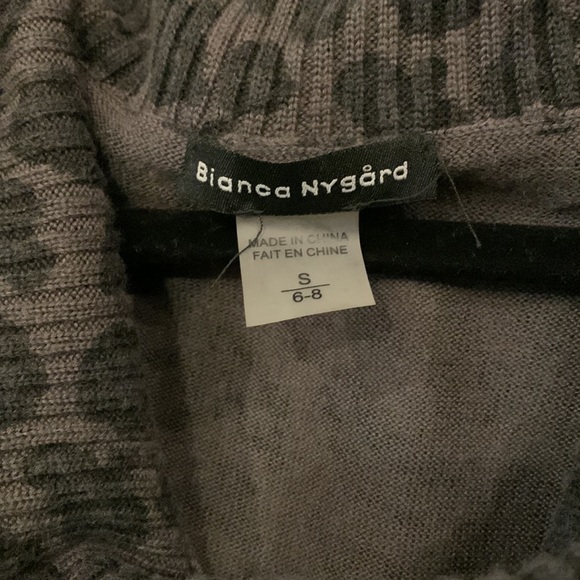 Bianca Nygård
MADE IN CHINA
FAIT EN CHINE
S
6-8